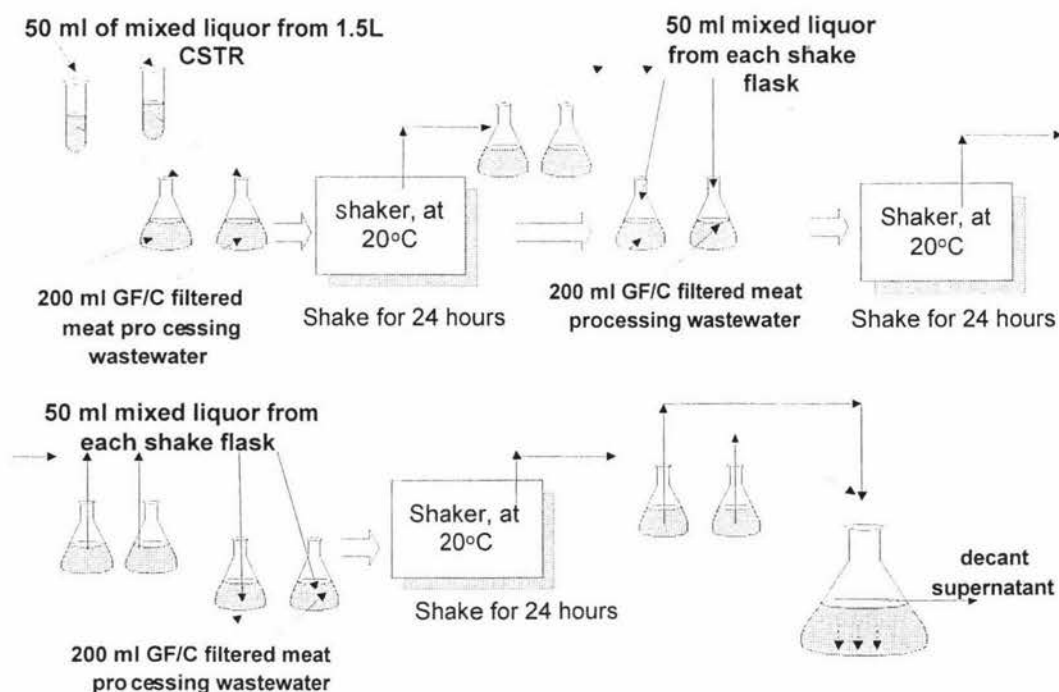 50 ml of mixed liquor from 1.5L
CSTR
50 ml mixed liquor
from each shake
flask
shaker, at
20°C
Shaker, at
20°C
200 ml GF/C filtered
meat pro cessing
wastewater
Shake for 24 hours
200 ml GF/C filtered meat
processing wastewater
Shake for 24 hours
50 ml mixed liquor from
each shake flask
Shaker, at
20°C
Shake for 24 hours
decant
supernatant
200 ml GF/C filtered meat
pro cessing wastewater